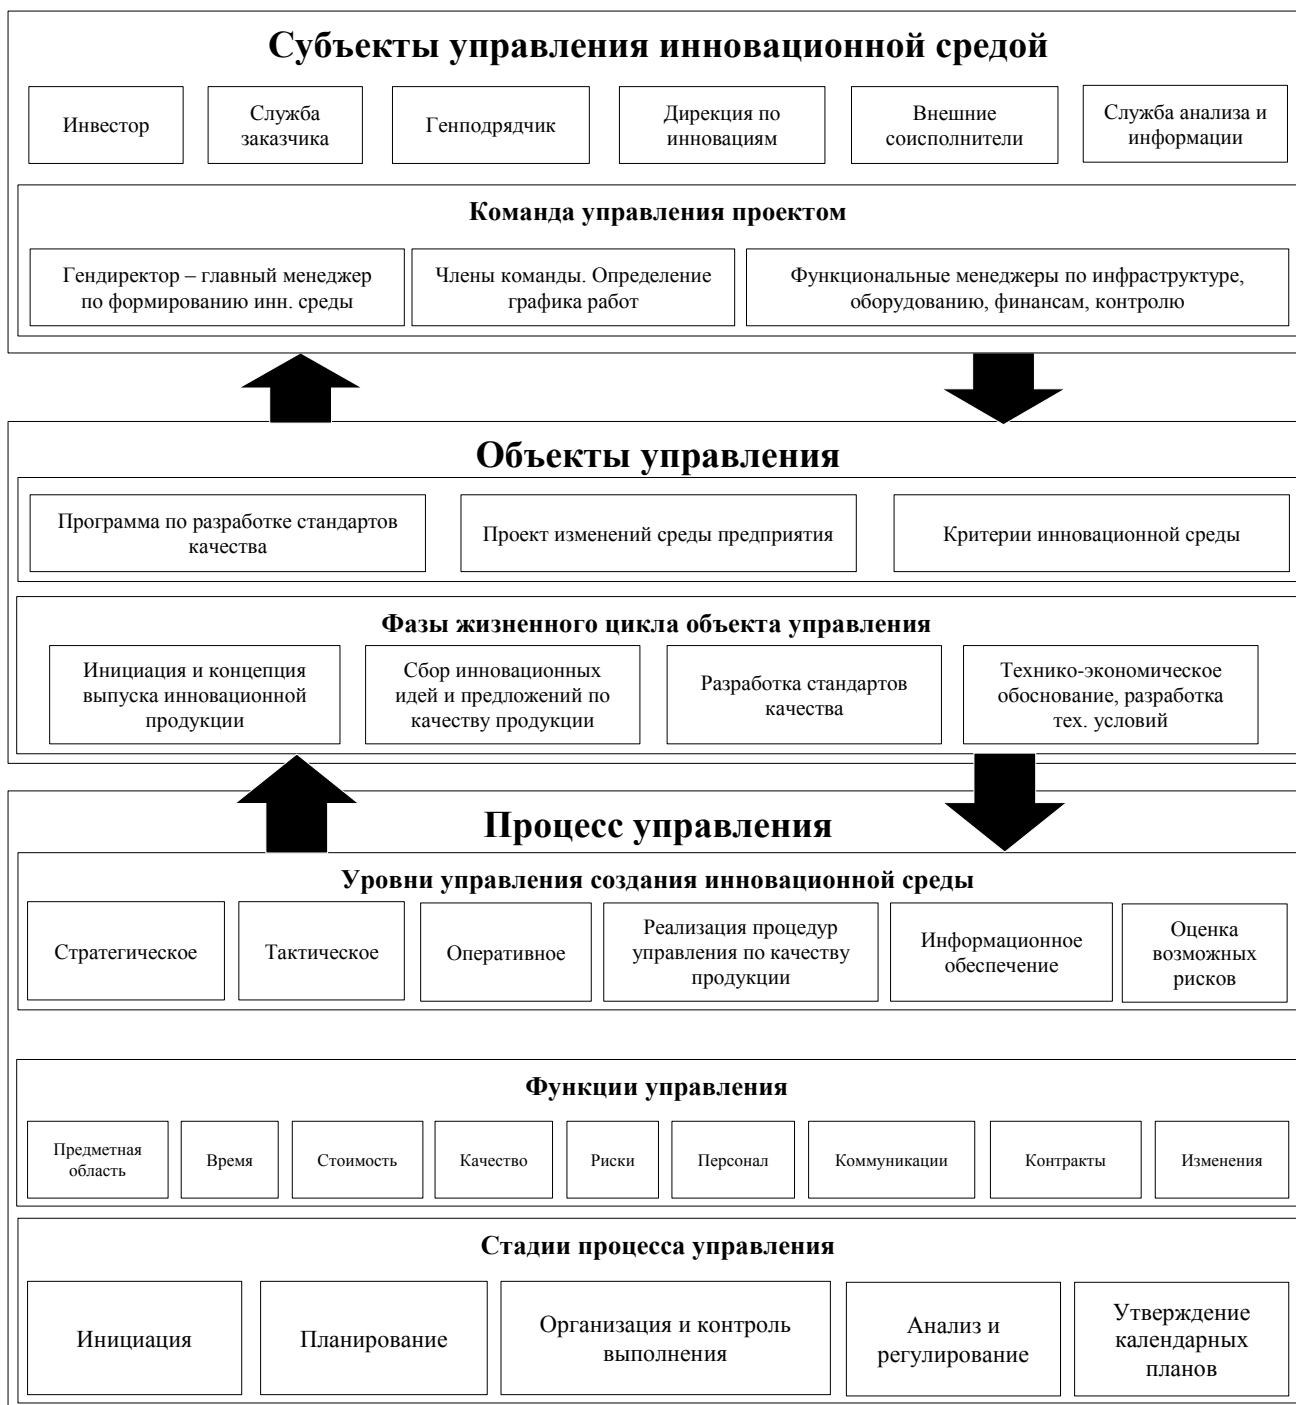 Субъекты управления инновационной средой
Инвестор
Служба
заказчика
Генподрядчик
Дирекция по
инновациям
Внешние
соисполнители
Служба анализа и
информации
Команда управления проектом
Гендиректор – главный менеджер
по формированию инн. среды
Члены команды. Определение
графика работ
Функциональные менеджеры по инфраструктуре,
оборудованию, финансам, контролю
Объекты управления
Программа по разработке стандартов
качества
Проект изменений среды предприятия
Критерии инновационной среды
Фазы жизненного цикла объекта управления
Инициация и концепция
выпуска инновационной
продукции
Сбор инновационных
идей и предложений по
качеству продукции
Разработка стандартов
качества
Технико-экономическое
обоснование, разработка
тех. условий
Процесс управления
Уровни управления создания инновационной среды
Стратегическое
Тактическое
Оперативное
Реализация процедур
управления по качеству
продукции
Информационное
обеспечение
Оценка
возможных
рисков
Функции управления
Предметная
область
Время
Стоимость
Качество
Риски
Персонал
Коммуникации
Контракты
Изменения
Стадии процесса управления
Инициация
Планирование
Организация и контроль
выполнения
Анализ и
регулирование
Утверждение
календарных
планов